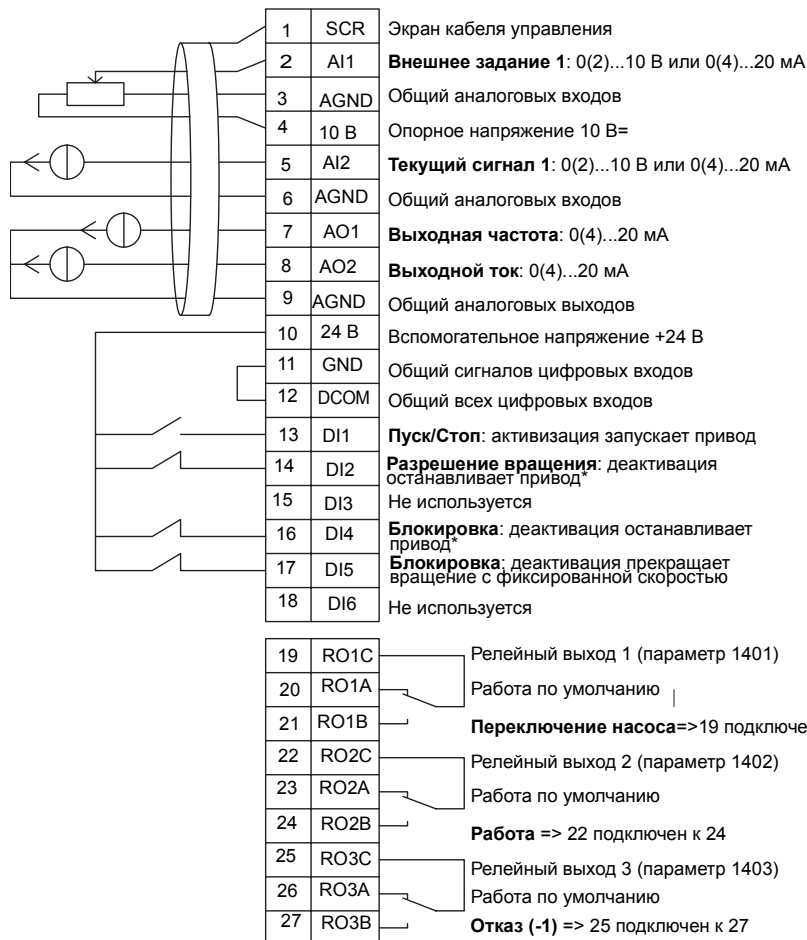 1 SCR Экран кабеля управления
2 AI1 Внешнее задание 1: 0(2)...10 В или 0(4)...20 мА
3 AGND Общий аналоговых входов
4 10 В Опорное напряжение 10 В=
5 AI2 Текущий сигнал 1: 0(2)...10 В или 0(4)...20 мА
6 AGND Общий аналоговых входов
7 AO1 Выходная частота: 0(4)...20 мА
8 AO2 Выходной ток: 0(4)...20 мА
9 AGND Общий аналоговых выходов
10 24 В Вспомогательное напряжение +24 В
11 GND Общий сигналов цифровых входов
12 DCOM Общий всех цифровых входов
13 DI1 Пуск/Стоп: активизация запускает привод
14 DI2 Разрешение вращения: деактивация
останавливает привод*
15 DI3 Не используется
16 DI4 Блокировка: деактивация останавливает
привод*
17 DI5 Блокировка: деактивация прекращает
вращение с фиксированной скоростью
18 DI6 Не используется
19 RO1C Релейный выход 1 (параметр 1401)
20 RO1A Работа по умолчанию
21 RO1B Переключение насоса=>19 подключе
22 RO2C Релейный выход 2 (параметр 1402)
23 RO2A Работа по умолчанию
24 RO2B Работа => 22 подключен к 24
25 RO3C Релейный выход 3 (параметр 1403)
26 RO3A Работа по умолчанию
27 RO3B Отказ (-1) => 25 подключен к 27